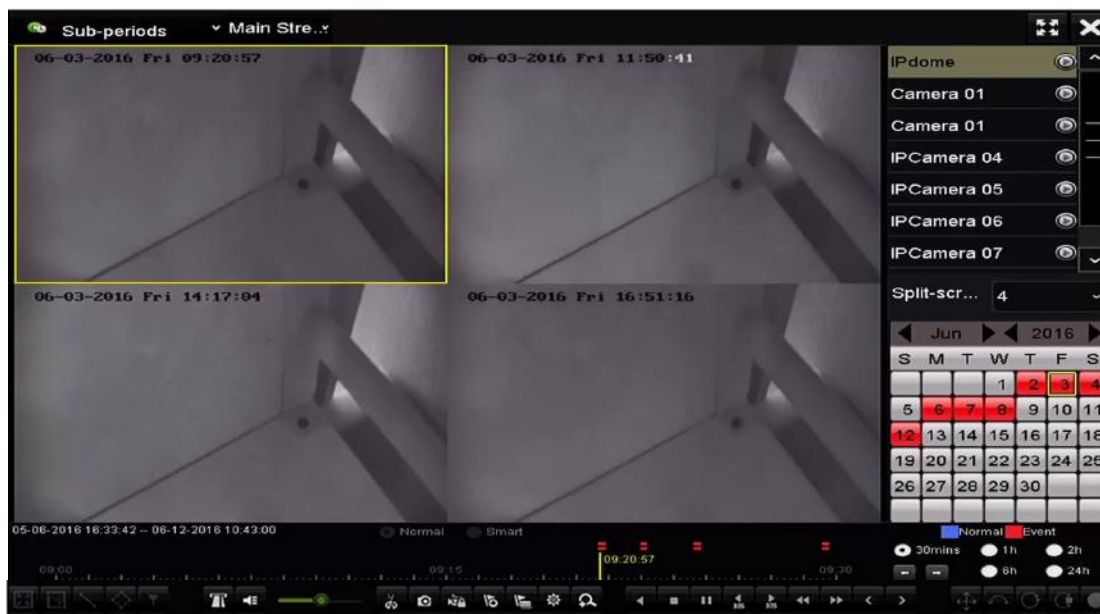 Sub-periods Main Stre..
06-03-2016 Fri 09:20:57
06-03-2016 Fri 11:50:41
IPdome
Camera 01
Camera 01
IPCamera 04
IPCamera 05
IPCamera 06
IPCamera 07
06-03-2016 Fri 14:17:04
06-03-2016 Fri 16:51:16
Split-scr... 4
Jun 2016
S M T W T F S
1 2 3 4
5 6 7 8 9 10 11
12 13 14 15 16 17 18
19 20 21 22 23 24 25
26 27 28 29 30
05-06-2016 16:33:42 -- 06-12-2016 10:43:00
Normal Smart
Normal Event
09:20:57
30mins 1h 2h
09:00 09:15 09:30
6h 24h
30s 30s